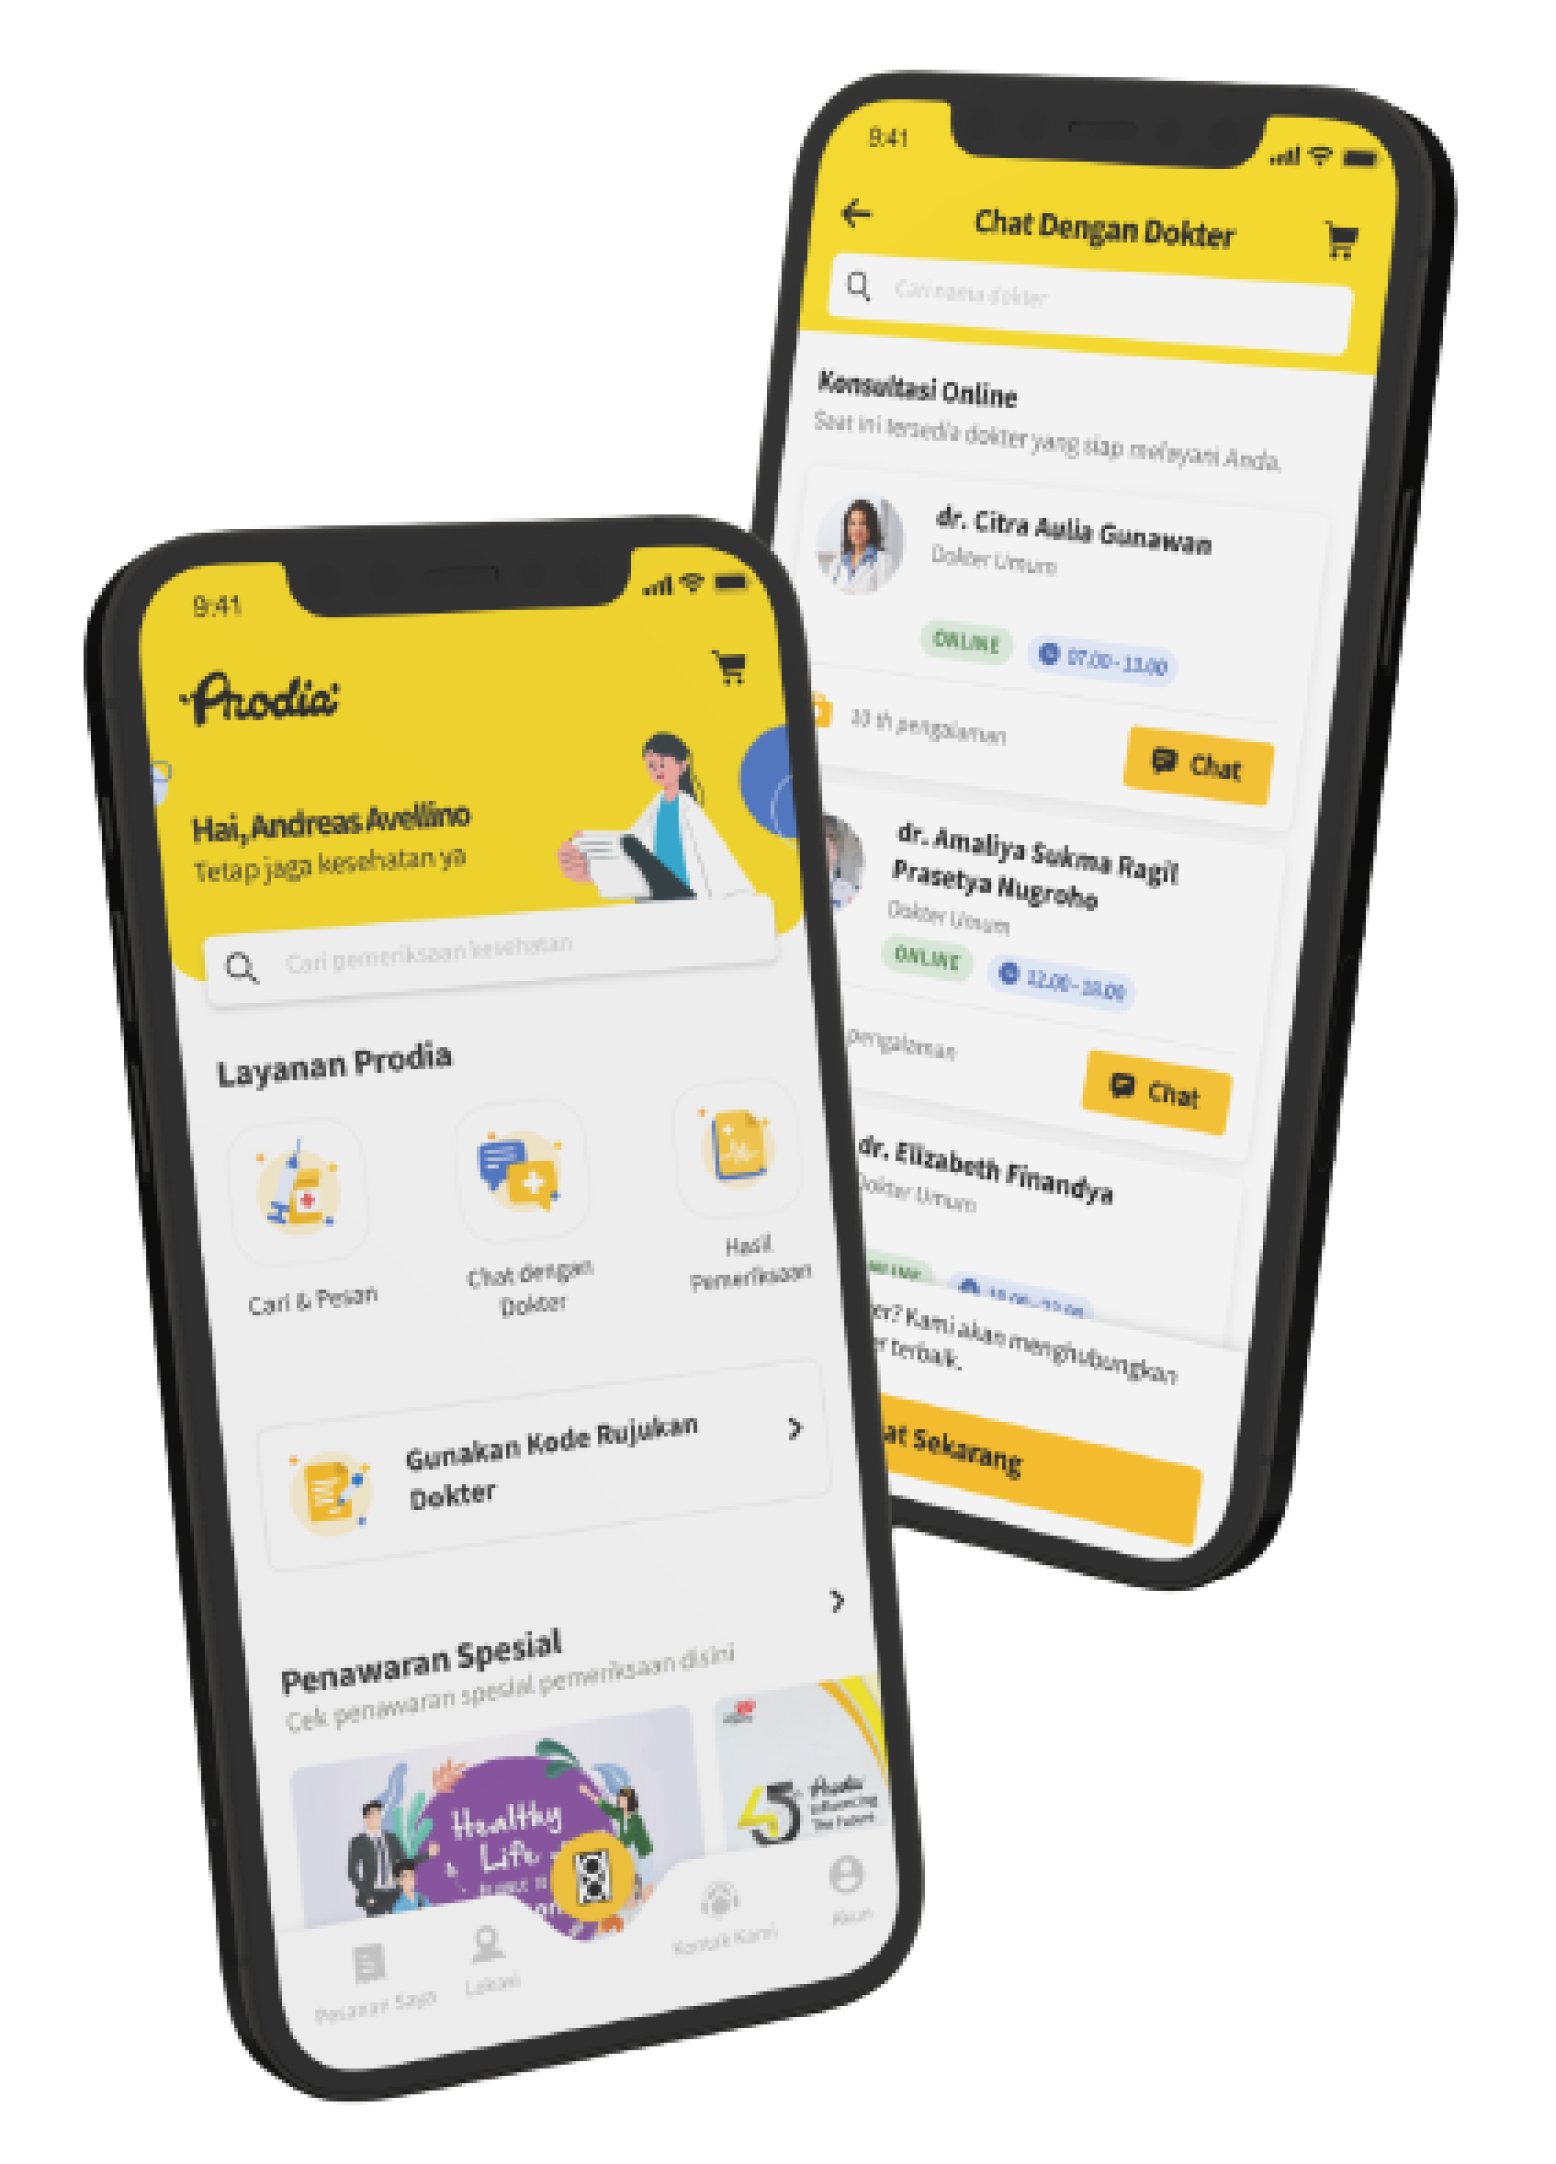 9:41
Prodia
Hai, Andreas Avellino
Tetap jaga kesehatan ya
Cari pemeriksaan kesehatan
Layanan Prodia
Cari & Pesan
Chat dengan
Dokter
Hasil
Pemeriksaan
Gunakan Kode Rujukan
Dokter
Penawaran Spesial
Cek penawaran spesial pemeriksaan disini
Healthy
Life
45
Prodia
Influencing
The Future
Pesanan Saya
Lokasi
Kontak Kami
Akun
9:41
Chat Dengan Dokter
Cari nama dokter
Konsultasi Online
Saat ini tersedia dokter yang siap melayani Anda.
dr. Citra Aulia Gunawan
Dokter Umum
ONLINE
07.00-13.00
10 th pengalaman
Chat
dr. Amaliya Sukma Ragil
Prasetya Nugroho
Dokter Umum
ONLINE
12.00-18.00
pengalaman
Chat
dr. Elizabeth Finandya
Dokter Umum
er? Kami akan menghubungkan
er terbaik.
at Sekarang